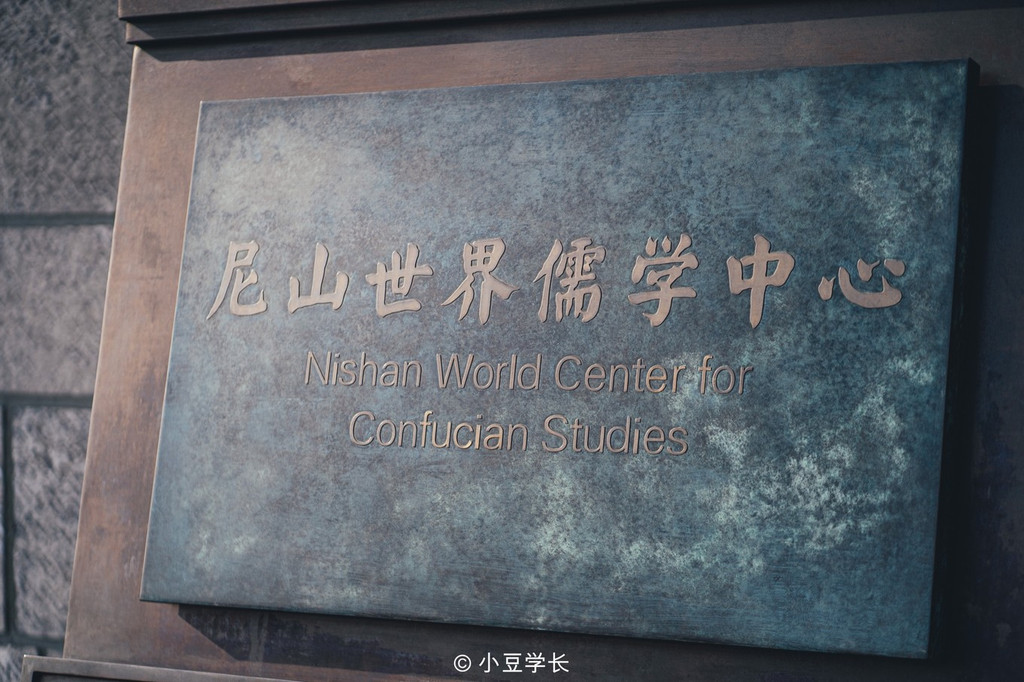 尼山世界儒学中心
Nishan World Center for
Confucian Studies
© 小豆学长